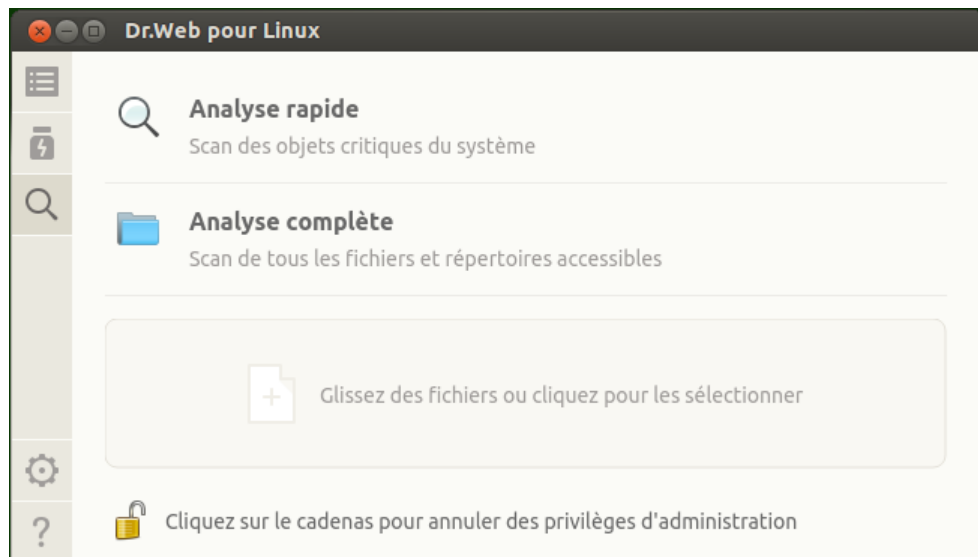 Dr.Web pour Linux
Analyse rapide
Scan des objets critiques du système
Analyse complète
Scan de tous les fichiers et répertoires accessibles
Glissez des fichiers ou cliquez pour les sélectionner
Cliquez sur le cadenas pour annuler des privilèges d'administration